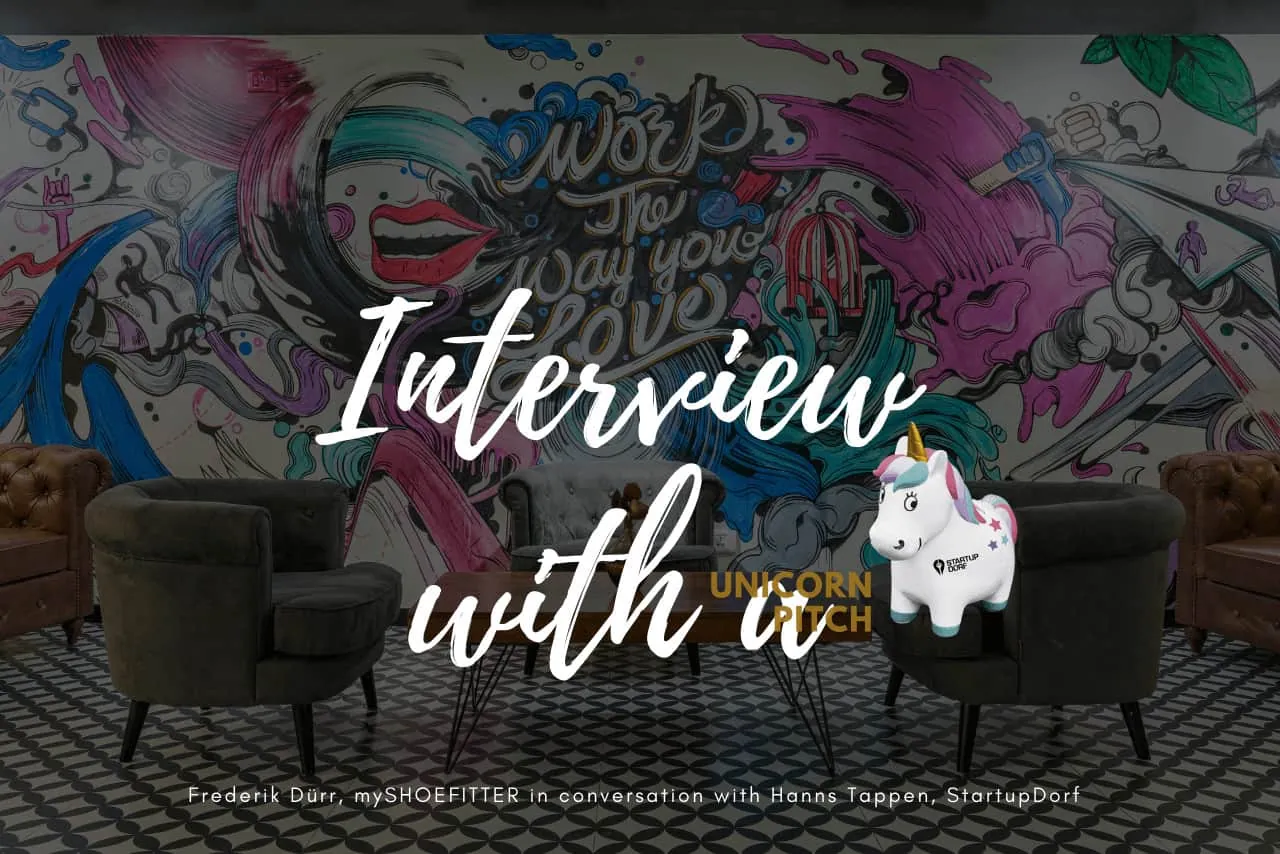 Work
The
Way you
Love
Interview
with a
UNICORN
PITCH
STARTUP
DORF
Frederik Dürr, mySHOEFITTER in conversation with Hanns Tappen, StartupDorf